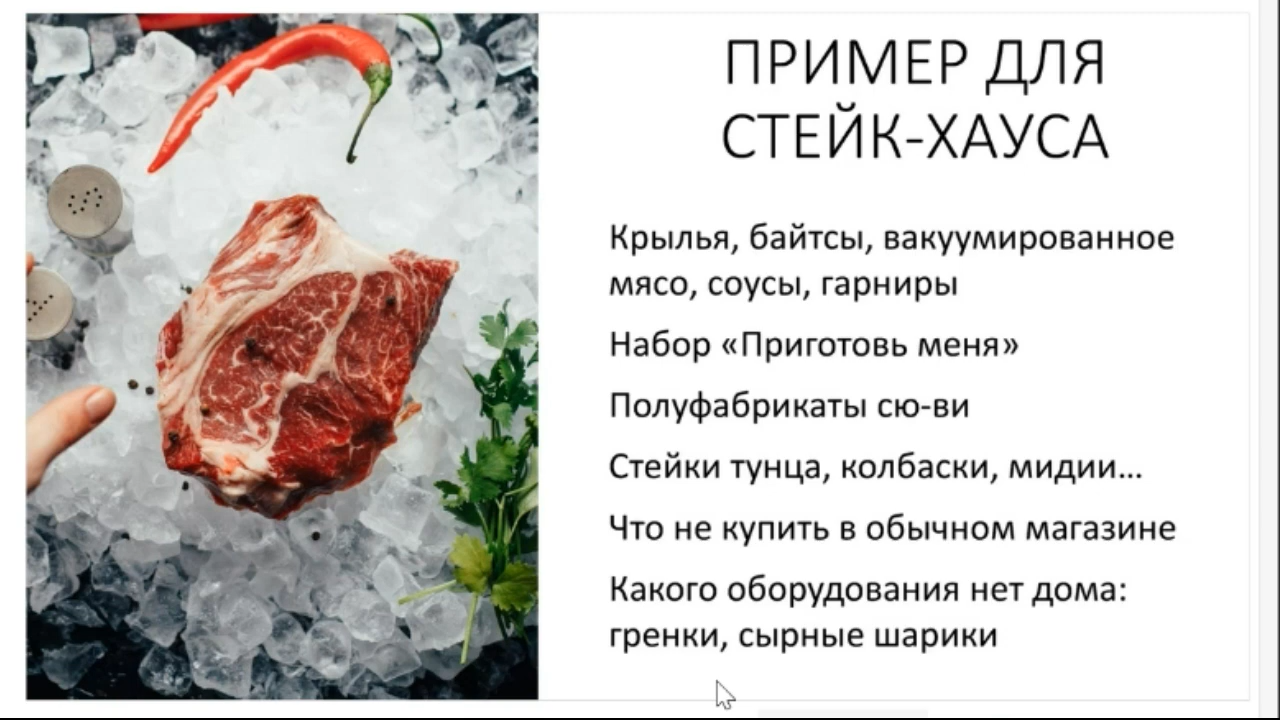 ПРИМЕР ДЛЯ
СТЕЙК-ХАУСА
Крылья, байтсы, вакуумированное
мясо, соусы, гарниры
Набор «Приготовь меня»
Полуфабрикаты сю-ви
Стейки тунца, колбаски, мидии...
Что не купить в обычном магазине
Какого оборудования нет дома:
гренки, сырные шарики